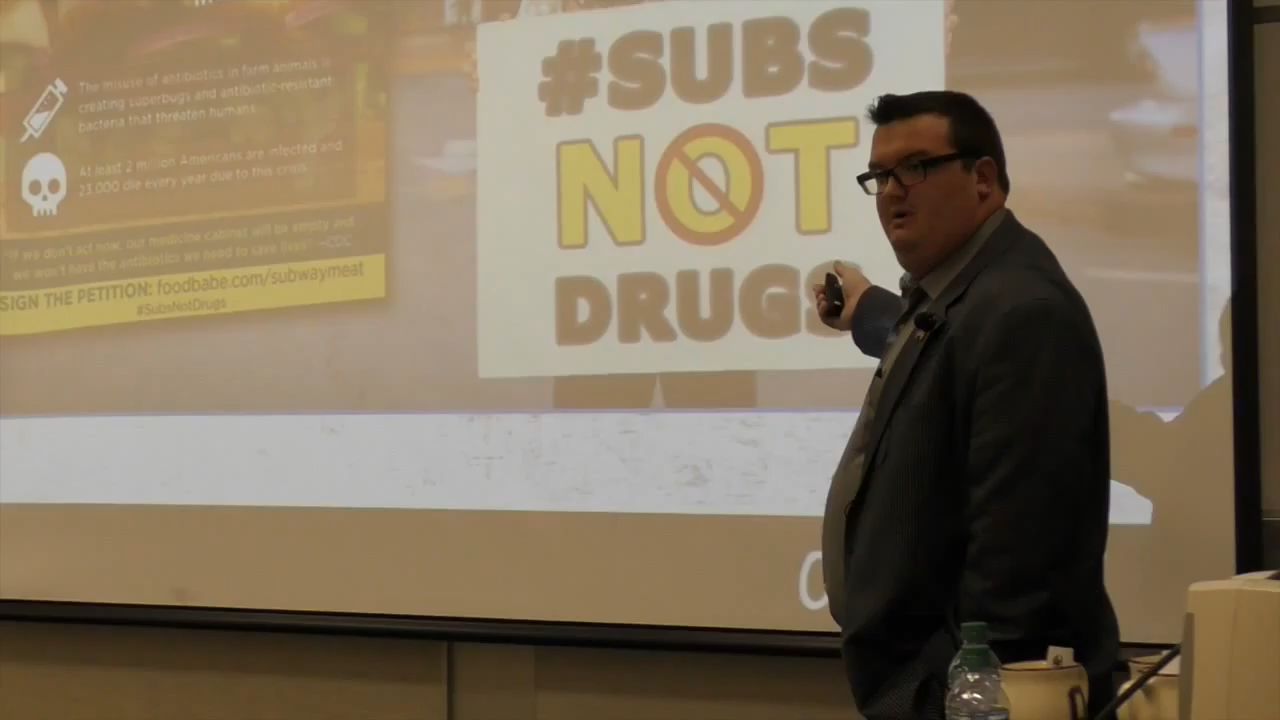 The misuse of antibiotics in farm animals is
creating superbugs and antibiotic-resistant
bacteria that threaten humans.
At least 2 million Americans are infected and
23,000 die every year due to this crisis.
"If we don't act now, our medicine cabinet will be empty and
we won't have the antibiotics we need to save lives" —CDC
SIGN THE PETITION: foodbabe.com/subwaymeat
#SubsNotDrugs
#SUBS
NOT
DRUGS